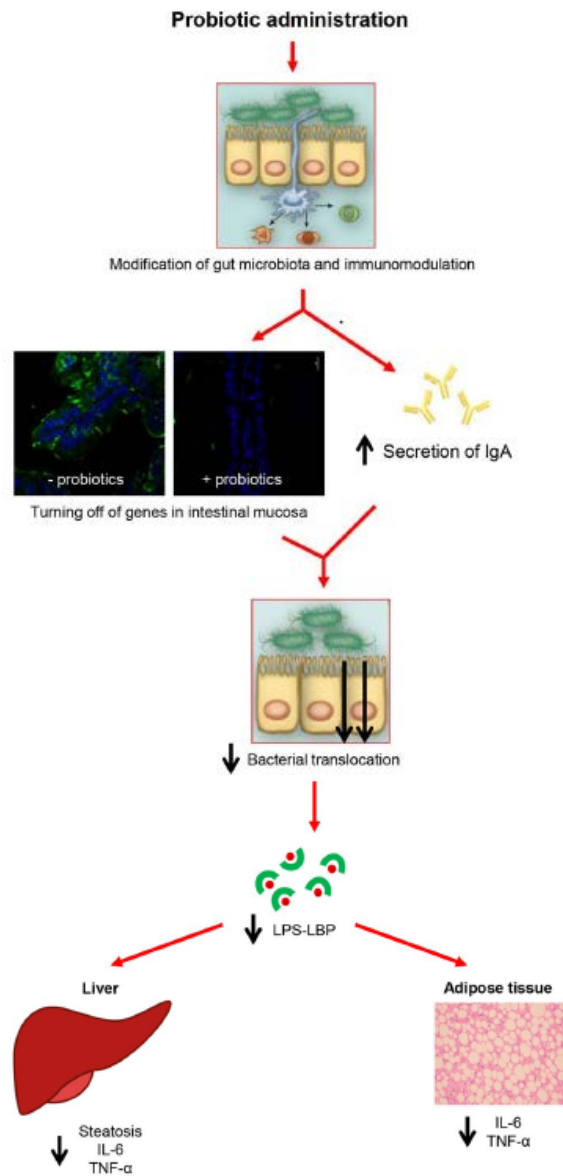 Probiotic administration
Modification of gut microbiota and immunomodulation
- probiotics
+ probiotics
Turning off of genes in intestinal mucosa
Secretion of IgA
Bacterial translocation
LPS-LBP
Liver
Steatosis
IL-6
TNF-α
Adipose tissue
IL-6
TNF-α